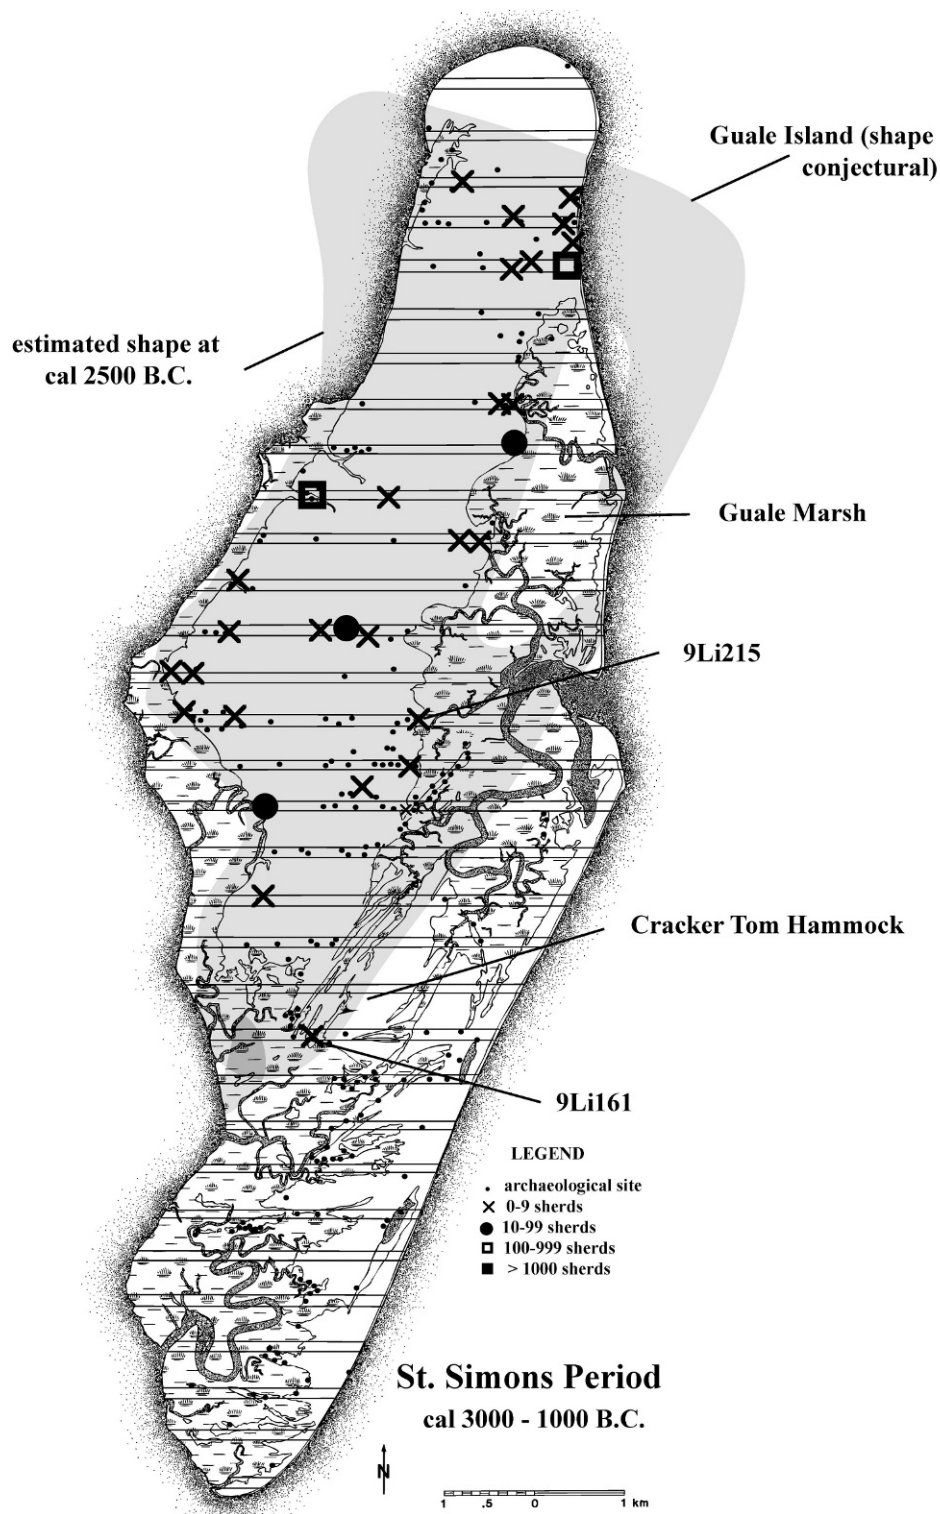 Guale Island (shape
conjectural)
estimated shape at
cal 2500 B.C.
Guale Marsh
9Li215
Cracker Tom Hammock
9Li161
LEGEND
archaeological site
0-9 sherds
10-99 sherds
100-999 sherds
> 1000 sherds
St. Simons Period
cal 3000 - 1000 B.C.
N
1 .5 0 1 km